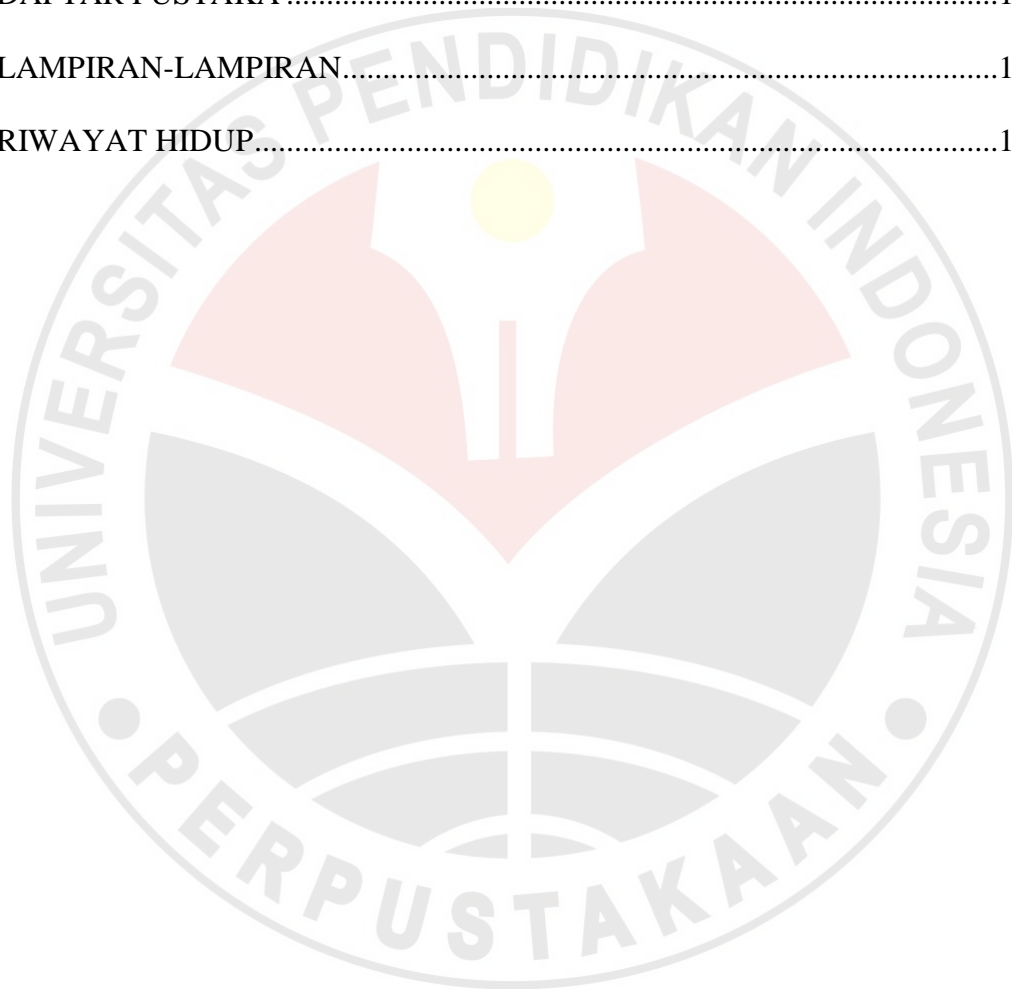 DAFTAR PUSTAKA ..........................................................................................1
LAMPIRAN-LAMPIRAN...................................................................................1
RIWAYAT HIDUP..............................................................................................1
UNIVERSITAS PENDIDIKAN INDONESIA
PERPUSTAKAAN